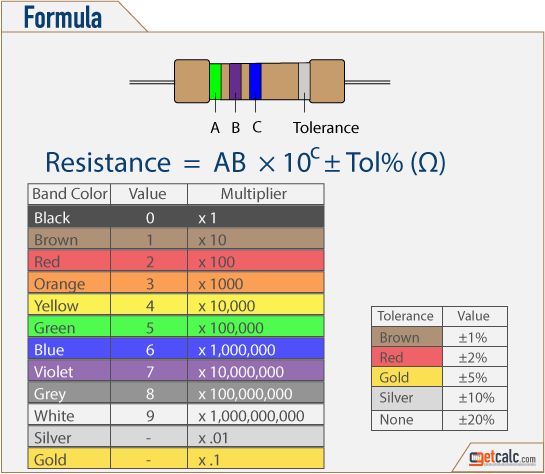 Formula
A B C Tolerance
Resistance = AB × 10^C ± Tol% (Ω)
Band Color Value Multiplier
Black 0 x 1
Brown 1 x 10
Red 2 x 100
Orange 3 x 1000
Yellow 4 x 10,000
Green 5 x 100,000
Blue 6 x 1,000,000
Violet 7 x 10,000,000
Grey 8 x 100,000,000
White 9 x 1,000,000,000
Silver - x .01
Gold - x .1
Tolerance Value
Brown ±1%
Red ±2%
Gold ±5%
Silver ±10%
None ±20%
getcalc.com